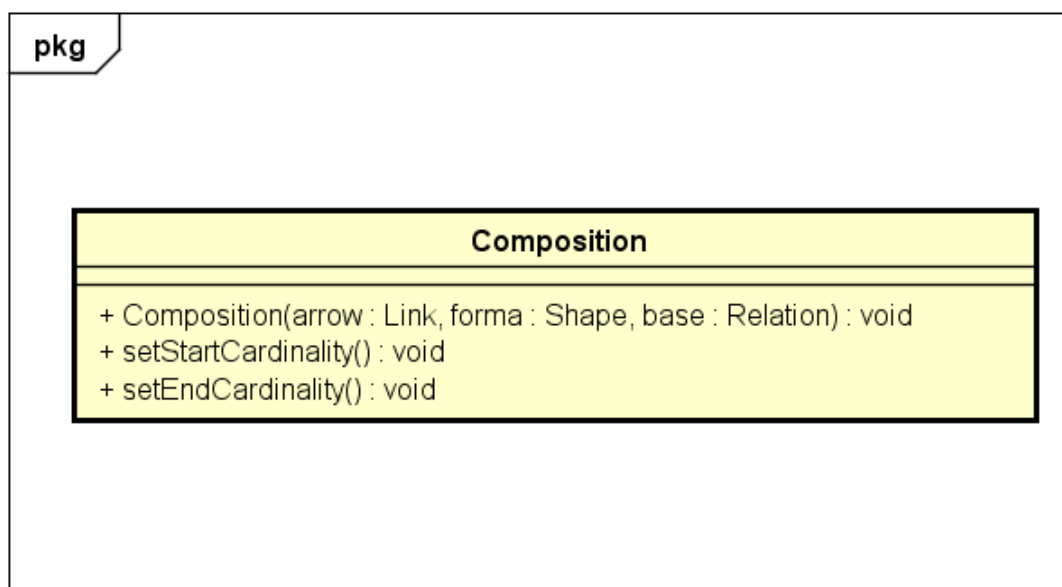 pkg
Composition
+ Composition(arrow : Link, forma : Shape, base : Relation) : void
+ setStartCardinality() : void
+ setEndCardinality() : void